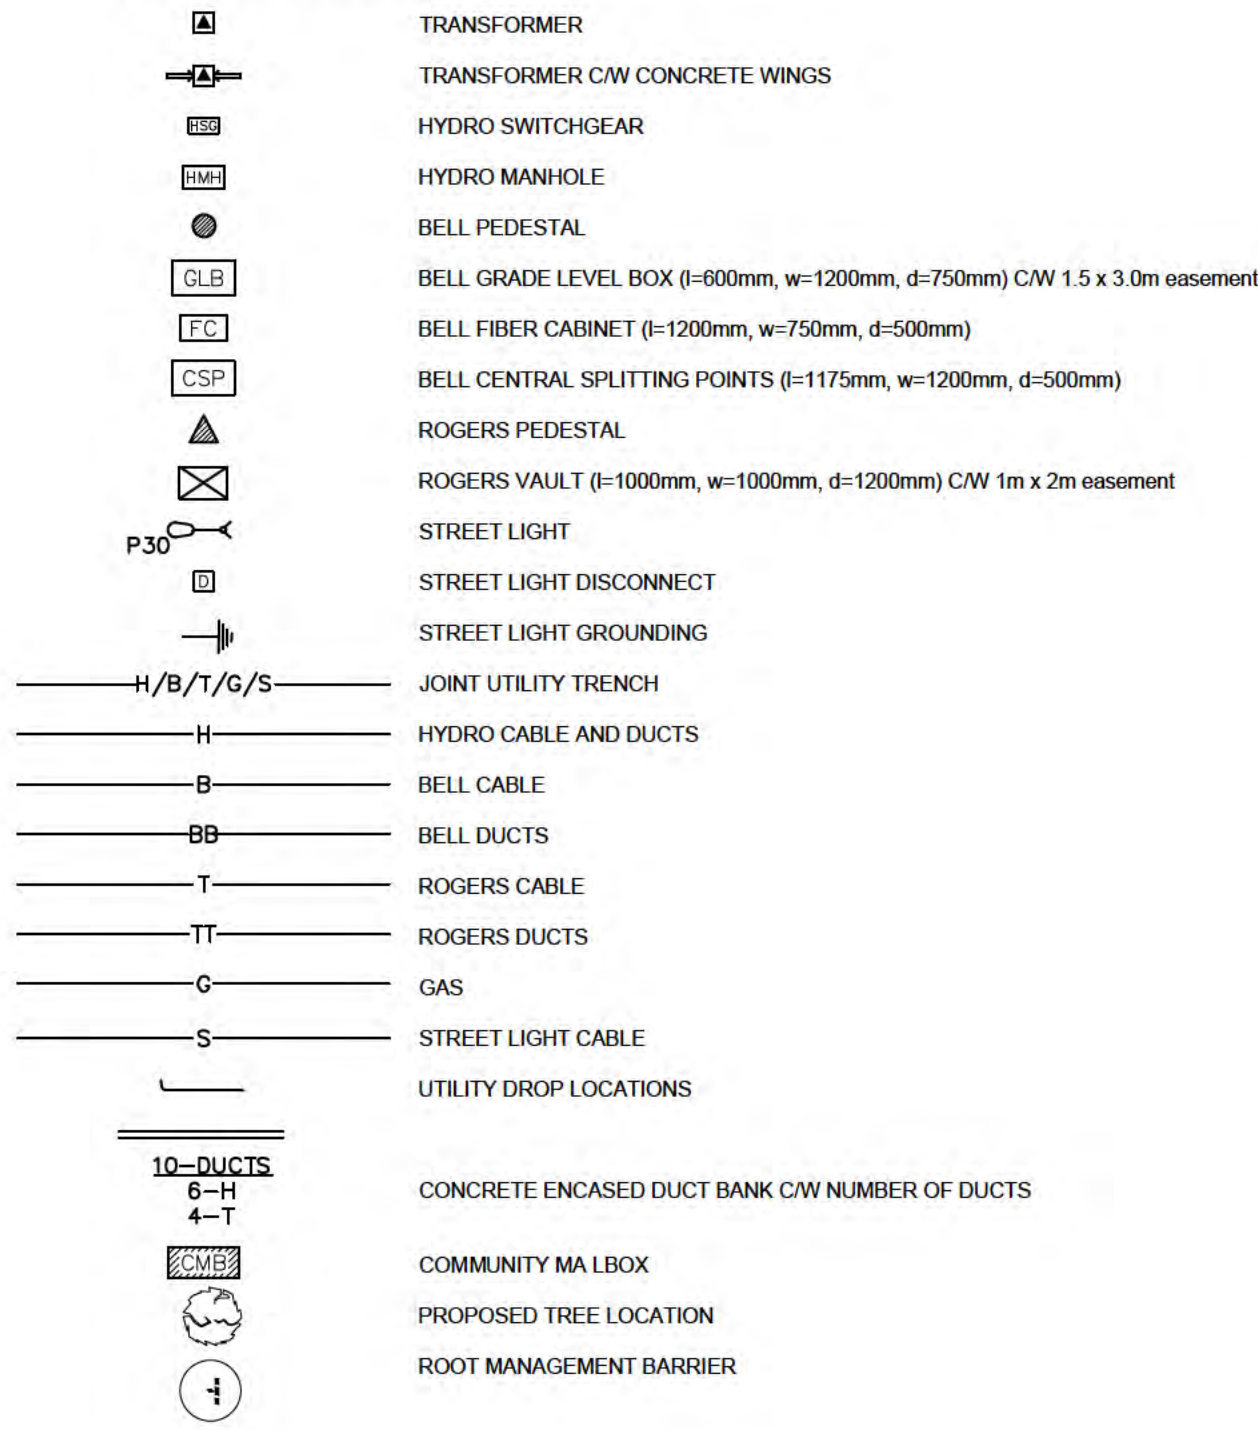 TRANSFORMER
TRANSFORMER C/W CONCRETE WINGS
HSG HYDRO SWITCHGEAR
HMH HYDRO MANHOLE
BELL PEDESTAL
GLB BELL GRADE LEVEL BOX (l=600mm, w=1200mm, d=750mm) C/W 1.5 x 3.0m easement
FC BELL FIBER CABINET (l=1200mm, w=750mm, d=500mm)
CSP BELL CENTRAL SPLITTING POINTS (l=1175mm, w=1200mm, d=500mm)
ROGERS PEDESTAL
ROGERS VAULT (l=1000mm, w=1000mm, d=1200mm) C/W 1m x 2m easement
P30 STREET LIGHT
D STREET LIGHT DISCONNECT
STREET LIGHT GROUNDING
H/B/T/G/S JOINT UTILITY TRENCH
H HYDRO CABLE AND DUCTS
B BELL CABLE
BB BELL DUCTS
T ROGERS CABLE
TT ROGERS DUCTS
G GAS
S STREET LIGHT CABLE
UTILITY DROP LOCATIONS
10-DUCTS
6-H CONCRETE ENCASED DUCT BANK C/W NUMBER OF DUCTS
4-T
CMB COMMUNITY MA LBOX
PROPOSED TREE LOCATION
ROOT MANAGEMENT BARRIER